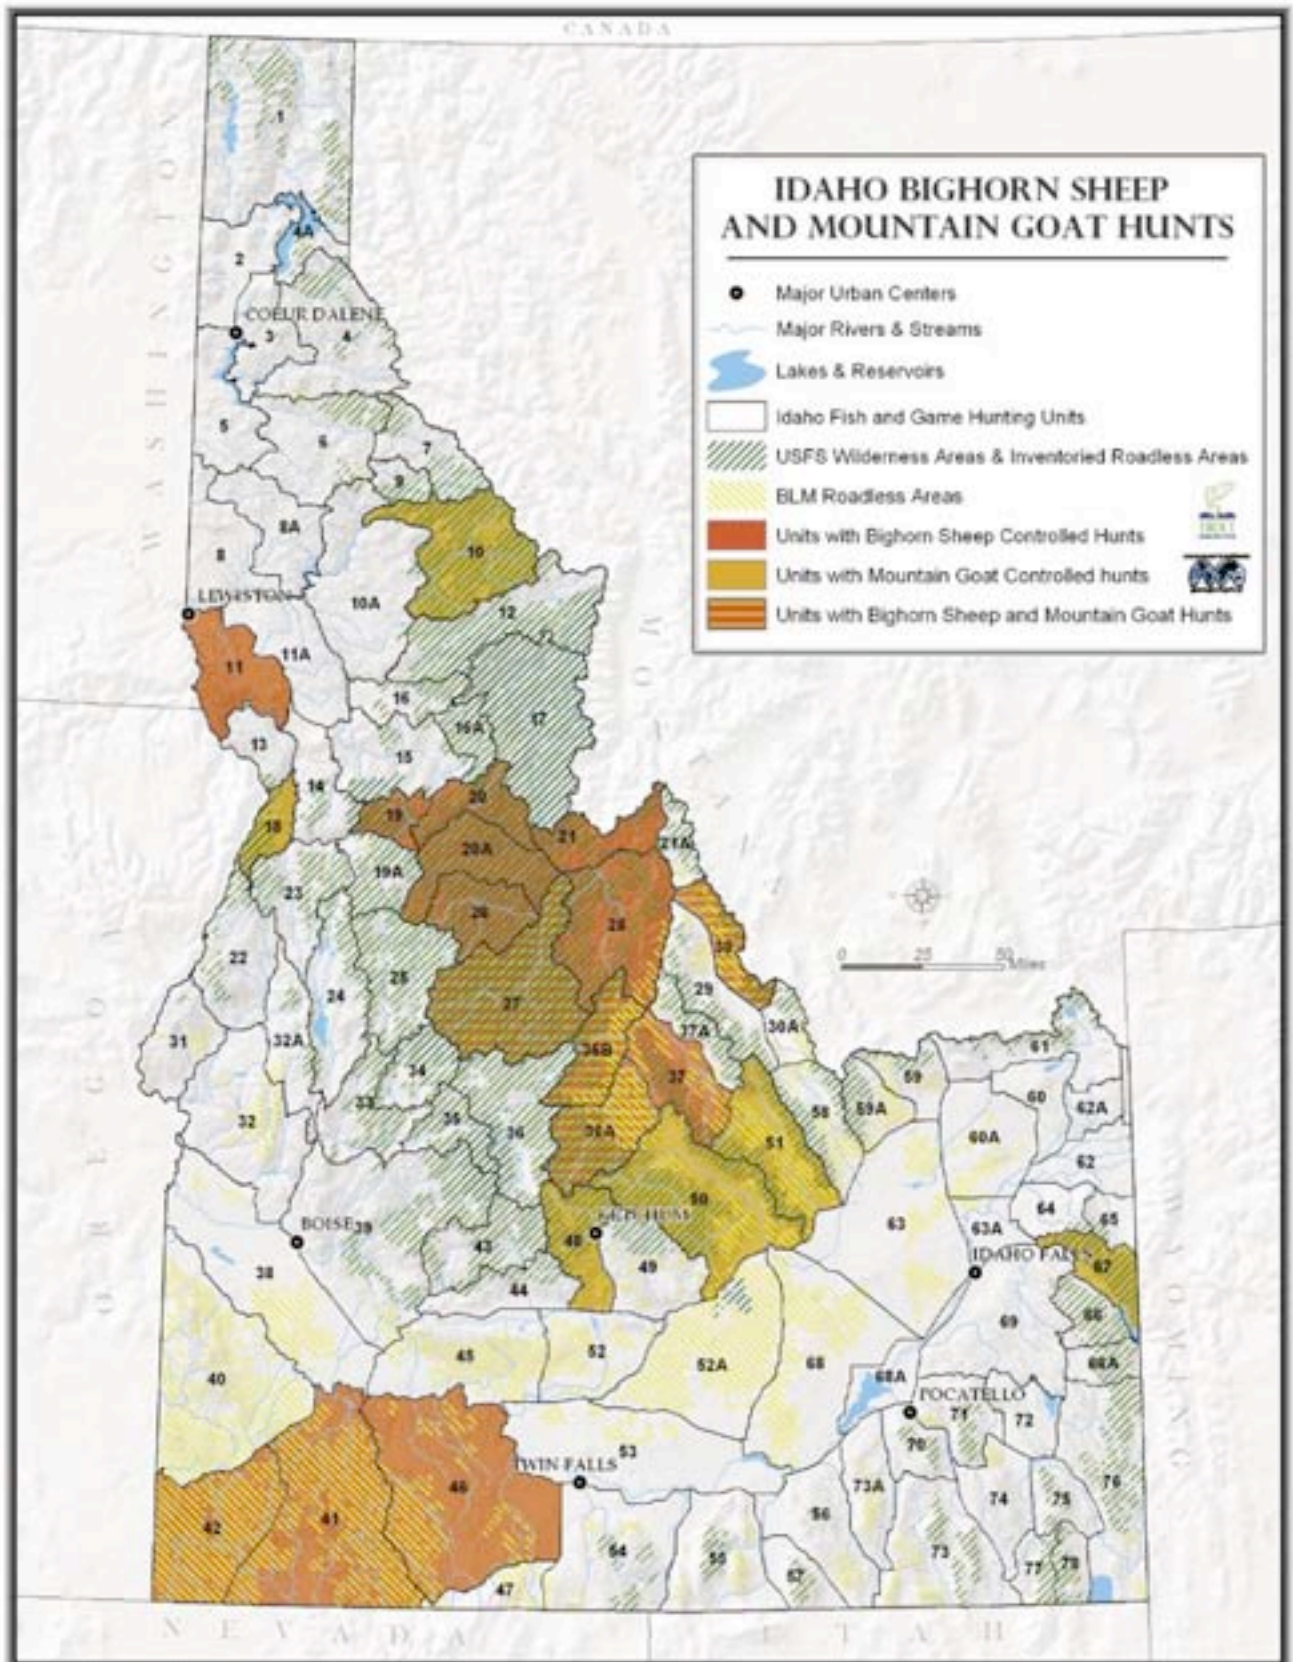 CANADA
WASHINGTON
IDAHO BIGHORN SHEEP
AND MOUNTAIN GOAT HUNTS
Major Urban Centers
Major Rivers & Streams
Lakes & Reservoirs
Idaho Fish and Game Hunting Units
USFS Wilderness Areas & Inventoried Roadless Areas
BLM Roadless Areas
Units with Bighorn Sheep Controlled Hunts
Units with Mountain Goat Controlled hunts
Units with Bighorn Sheep and Mountain Goat Hunts
1
4A
2
COEUR D'ALENE
3
4
5
6
7
9
8A
8
10
LEWISTON
10A
12
11
11A
16
17
16A
13
15
14
20
19
18
21
20A
21A
19A
23
26
28
30
22
25
24
27
29
30A
31
32A
37A
36B
61
34
37
59
60
33
59A
62A
32
35
36
36A
58
51
60A
62
50
64
65
BOISE
39
KETCHUM
63
63A
48
43
49
IDAHO FALLS
67
38
44
69
66
45
52
52A
68
66A
40
68A
POCATELLO
71
72
70
53
TWIN FALLS
46
73A
76
74
75
42
41
56
54
55
73
57
77
78
47
0 25 50 Miles
MONTANA
OREGON
WYOMING
NEVADA
UTAH